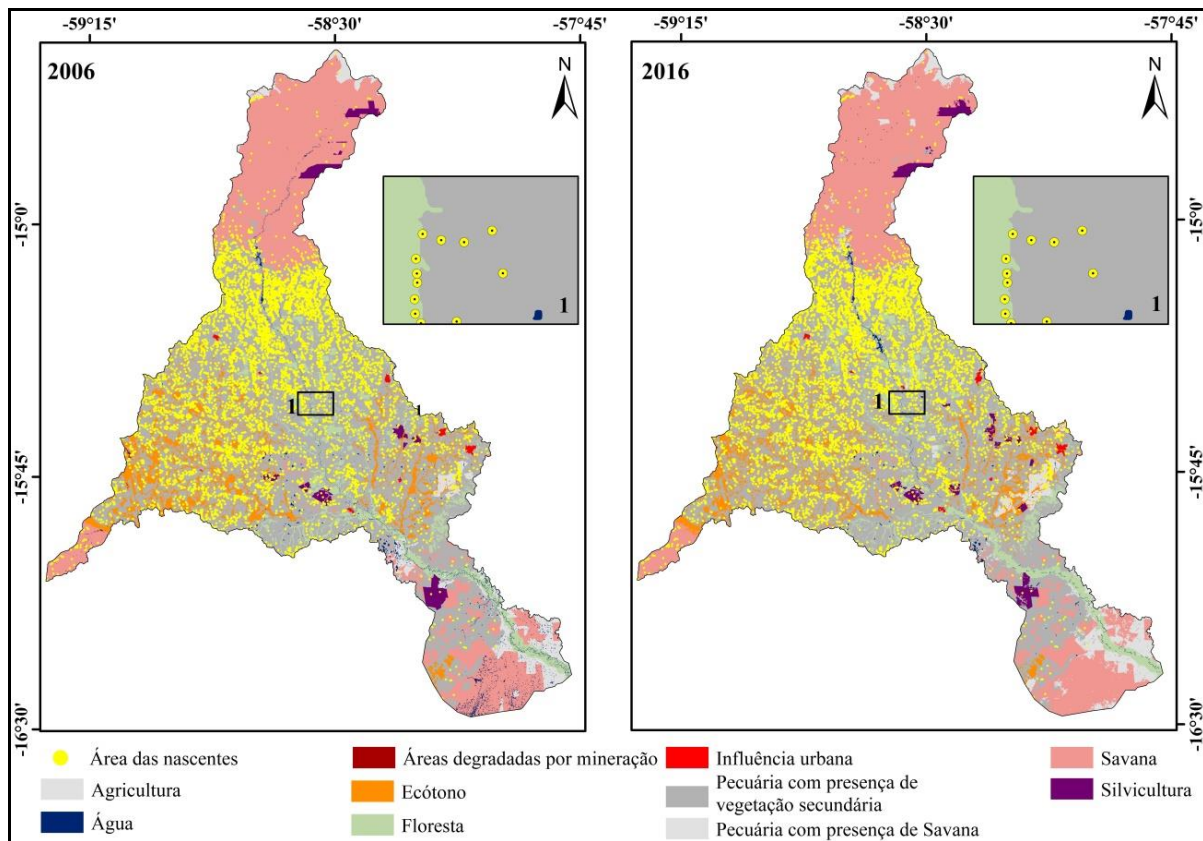 -59°15' -58°30' -57°45' -59°15' -58°30' -57°45'
2006
N
2016
N
-15°0'
-15°0'
1
1
1
1
1
-15°45'
-15°45'
-16°30'
-16°30'
Área das nascentes
Áreas degradadas por mineração
Influência urbana
Savana
Agricultura
Ecótono
Pecuária com presença de
vegetação secundária
Silvicultura
Água
Floresta
Pecuária com presença de Savana